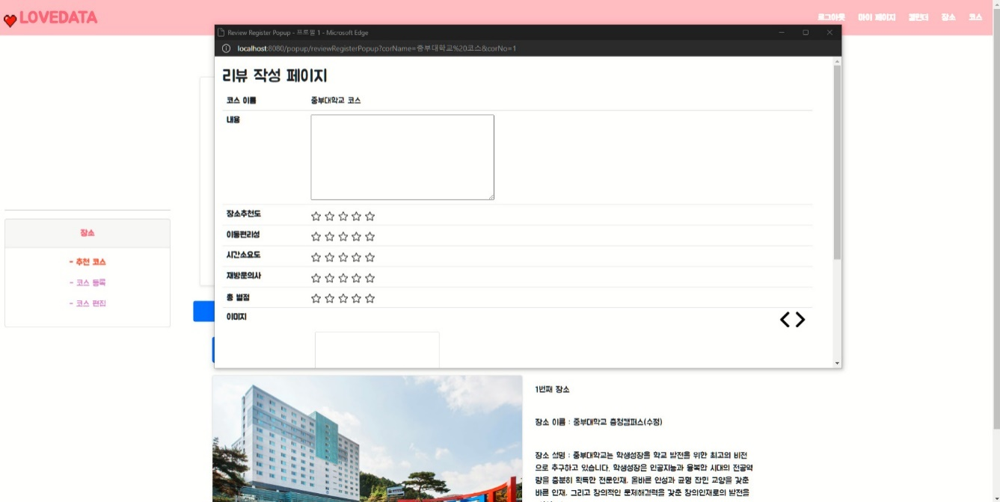 LOVEDATA
로그아웃 마이 페이지 캘린더 장소 코스
Review Register Popup - 프로필 1 - Microsoft Edge
localhost:8080/popup/reviewRegisterPopup?corName=중부대학교%20코스&corNo=1
리뷰 작성 페이지
코스 이름 중부대학교 코스
내용
장소추천도
이동편리성
시간소요도
재방문의사
총 별점
이미지
장소
- 추천 코스
- 코스 등록
- 코스 편집
1번째 장소
장소 이름 : 중부대학교 충청캠퍼스(수정)
장소 설명 : 중부대학교는 학생성장을 학교 발전을 위한 최고의 비전
으로 추구하고 있습니다. 학생성장은 인공지능과 융복한 시대의 전공역
량을 충분히 획득한 전문인재, 올바른 인성과 균형 잡힌 교양을 갖춘
바른 인재, 그리고 창의적인 문제해결력을 갖춘 창의인재로의 발전을